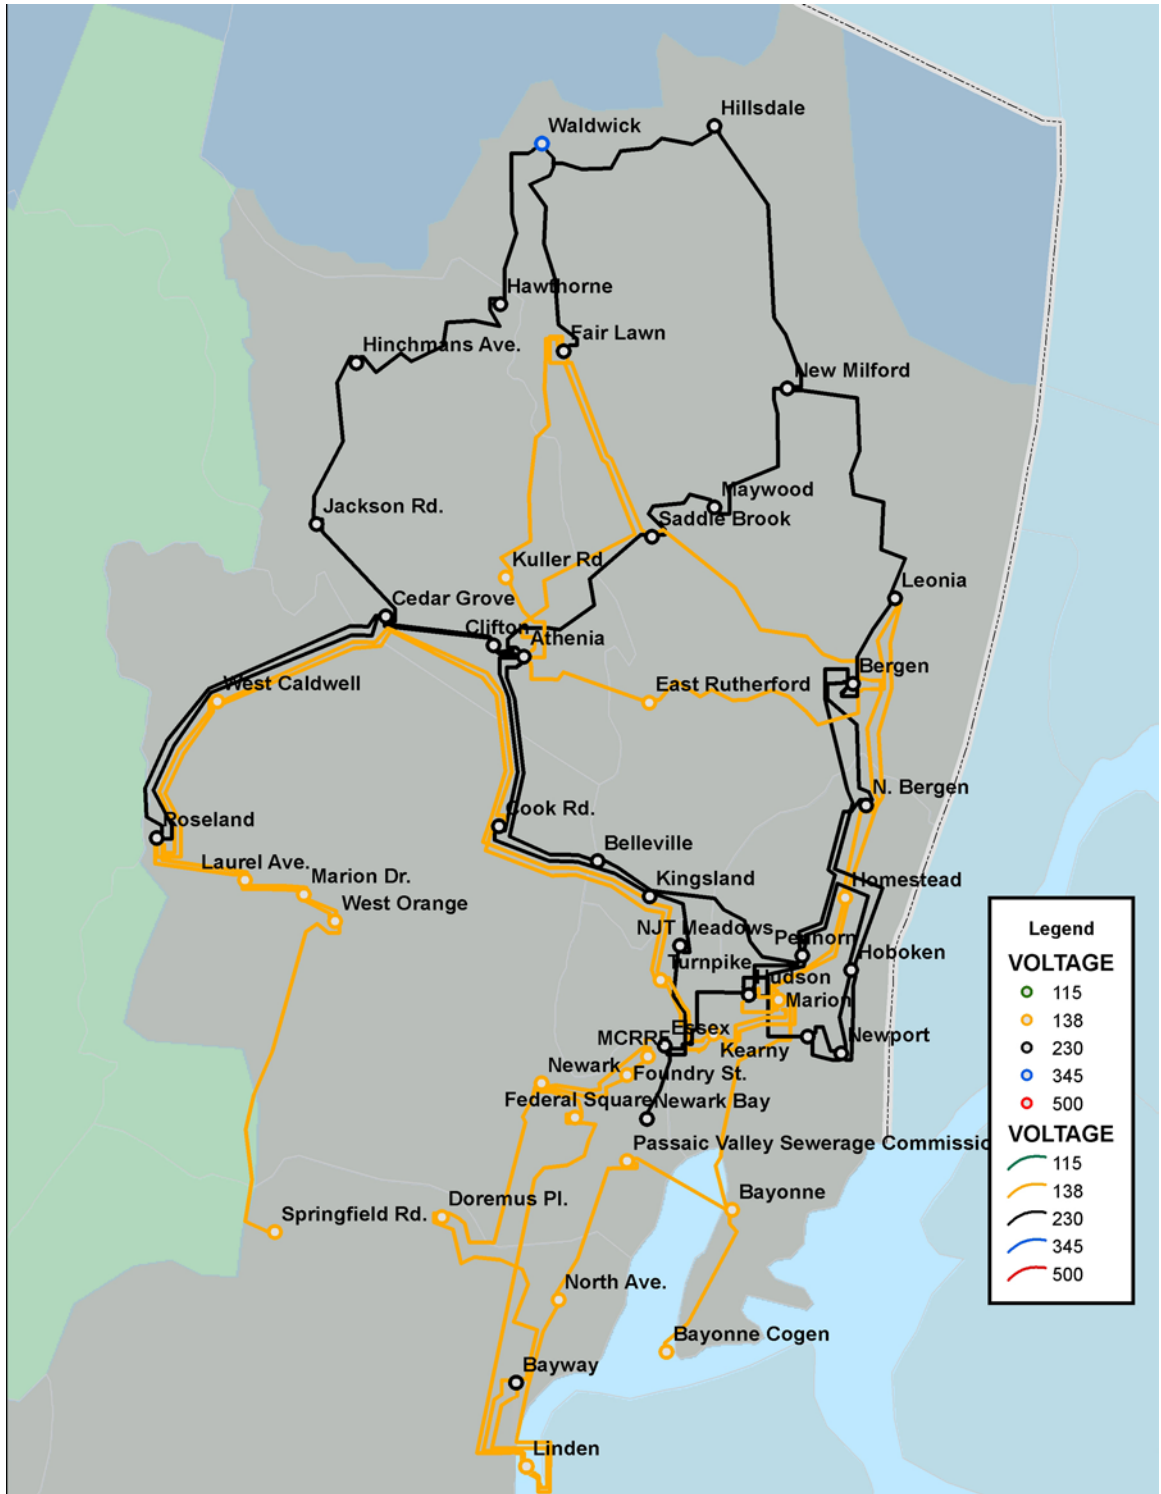 Hillsdale
Waldwick
Hawthorne
Fair Lawn
Hinchmans Ave.
New Milford
Maywood
Jackson Rd.
Saddle Brook
Kuller Rd
Leonia
Cedar Grove
Clifton
Athenia
Bergen
West Caldwell
East Rutherford
N. Bergen
Cook Rd.
Roseland
Belleville
Laurel Ave.
Marion Dr.
Kingsland
Homestead
West Orange
NJT Meadows
Penhorn
Hoboken
Turnpike
Hudson
Marion
Essex
MCRRF
Kearny
Newport
Newark
Foundry St.
Federal Square
Newark Bay
Passaic Valley Sewerage Commissio
Doremus Pl.
Bayonne
Springfield Rd.
North Ave.
Bayonne Cogen
Bayway
Linden
Legend
VOLTAGE
115
138
230
345
500
VOLTAGE
115
138
230
345
500